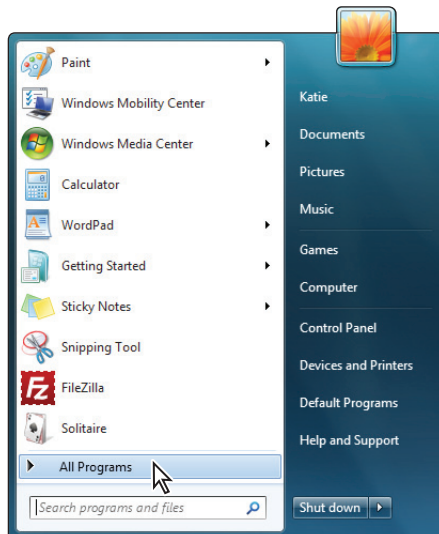 Paint
Windows Mobility Center
Windows Media Center
Calculator
WordPad
Getting Started
Sticky Notes
Snipping Tool
FileZilla
Solitaire
All Programs
Search programs and files
Katie
Documents
Pictures
Music
Games
Computer
Control Panel
Devices and Printers
Default Programs
Help and Support
Shut down